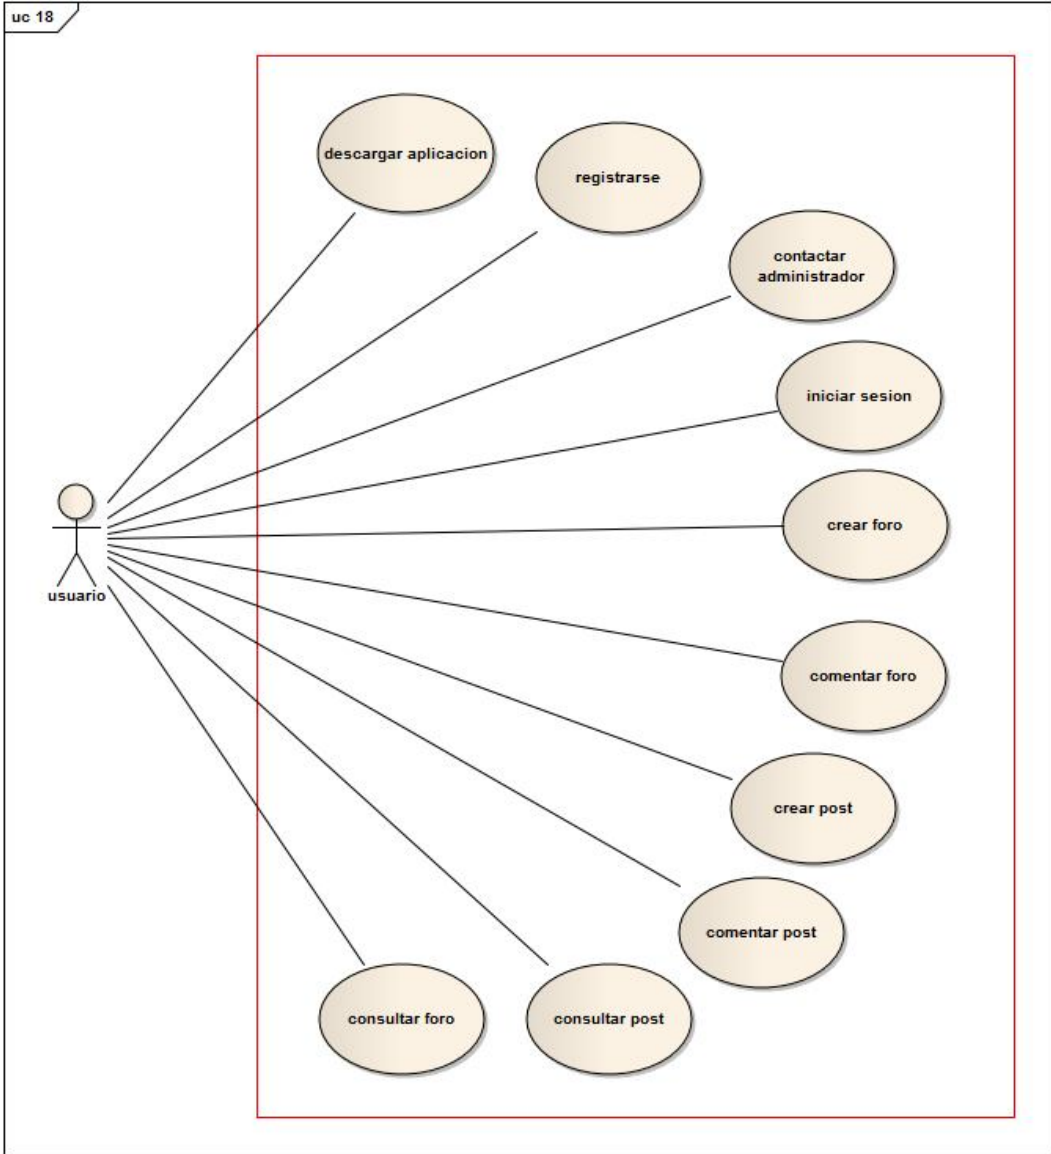 uc 18
descargar aplicacion
registrarse
contactar
administrador
iniciar sesion
crear foro
usuario
comentar foro
crear post
comentar post
consultar foro
consultar post